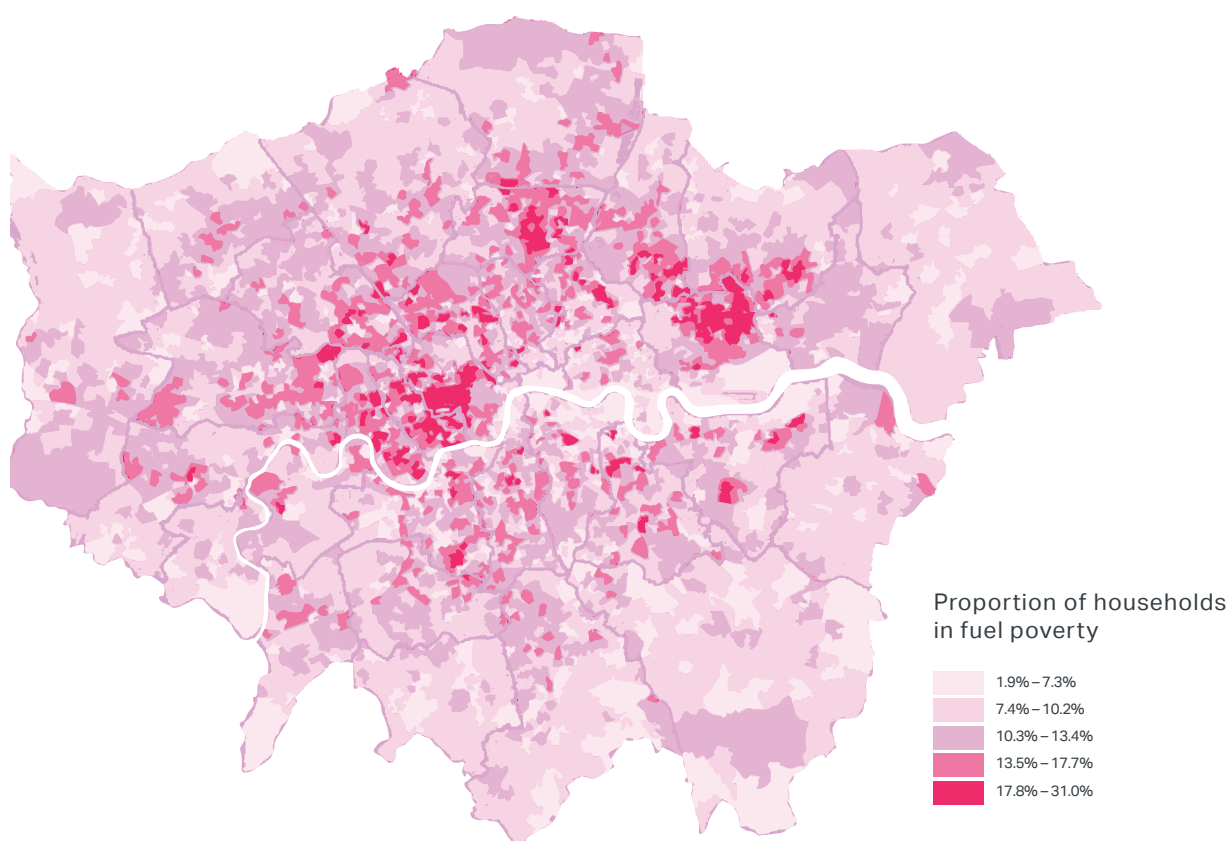 Proportion of households
in fuel poverty
1.9% – 7.3%
7.4% – 10.2%
10.3% – 13.4%
13.5% – 17.7%
17.8% – 31.0%